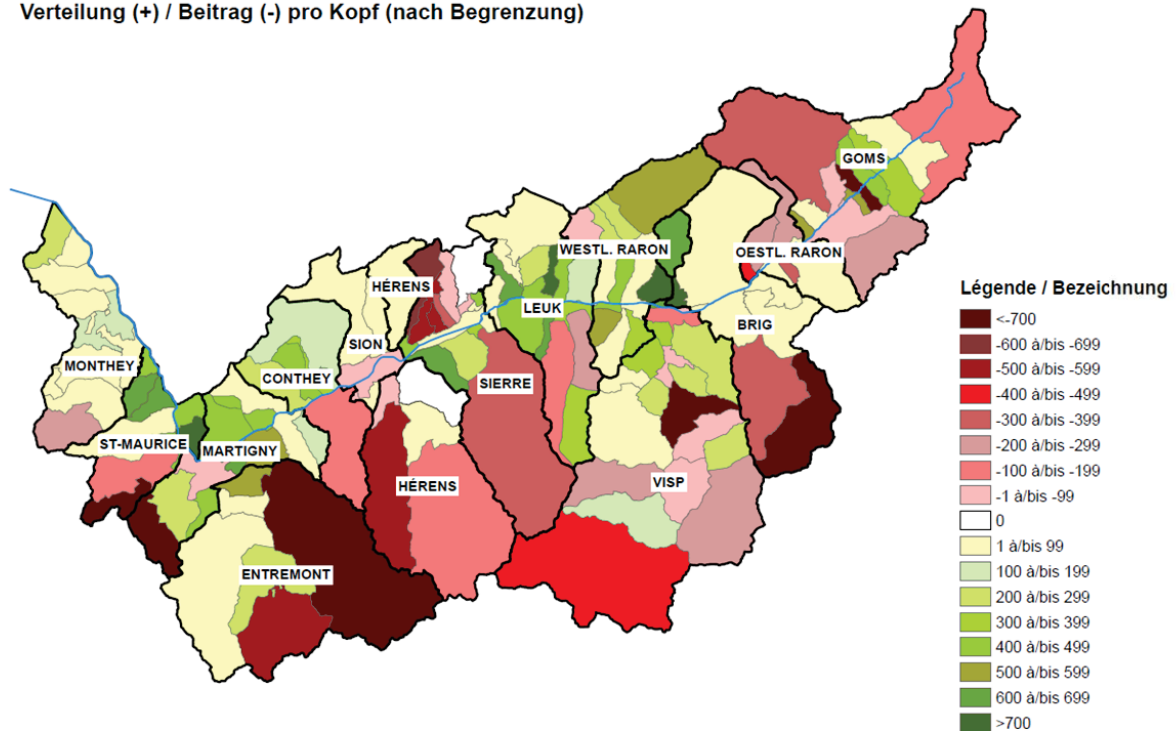 Verteilung (+) / Beitrag (-) pro Kopf (nach Begrenzung)
GOMS
WESTL. RARON
OESTL. RARON
HÉRENS
LEUK
BRIG
SION
MONTHEY
CONTHEY
SIERRE
ST-MAURICE
MARTIGNY
HÉRENS
VISP
ENTREMONT
Légende / Bezeichnung
<-700
-600 à/bis -699
-500 à/bis -599
-400 à/bis -499
-300 à/bis -399
-200 à/bis -299
-100 à/bis -199
-1 à/bis -99
0
1 à/bis 99
100 à/bis 199
200 à/bis 299
300 à/bis 399
400 à/bis 499
500 à/bis 599
600 à/bis 699
>700